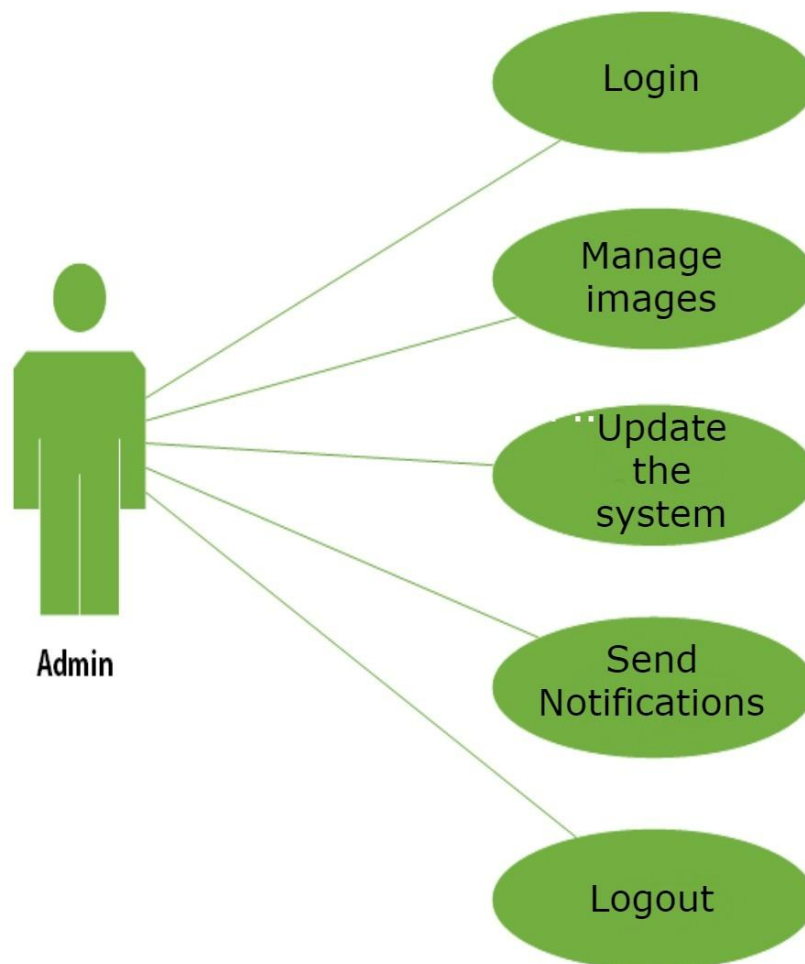 Login
Manage
images
Update
the
system
Admin
Send
Notifications
Logout